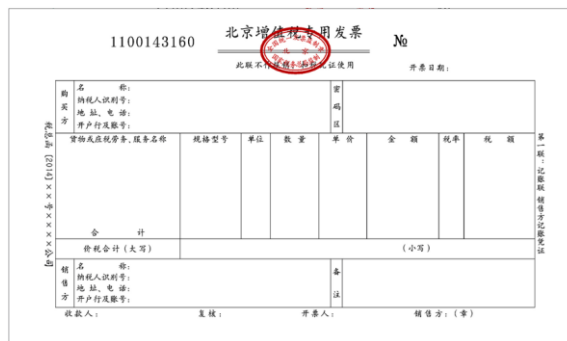 北京增值税专用发票
1100143160
№
此联不作报销、扣税凭证使用
开票日期：
购买方
名 称：
纳税人识别号：
地 址、电 话：
开户行及账号：
密码区
货物或应税劳务、服务名称 规格型号 单位 数 量 单 价 金 额 税率 税 额
合 计
价税合计（大写） （小写）
销售方
名 称：
纳税人识别号：
地 址、电 话：
开户行及账号：
备注
收款人： 复核： 开票人： 销售方：（章）
税总函 [2014] ××号××××公司
第一联：记账联 销售方记账凭证